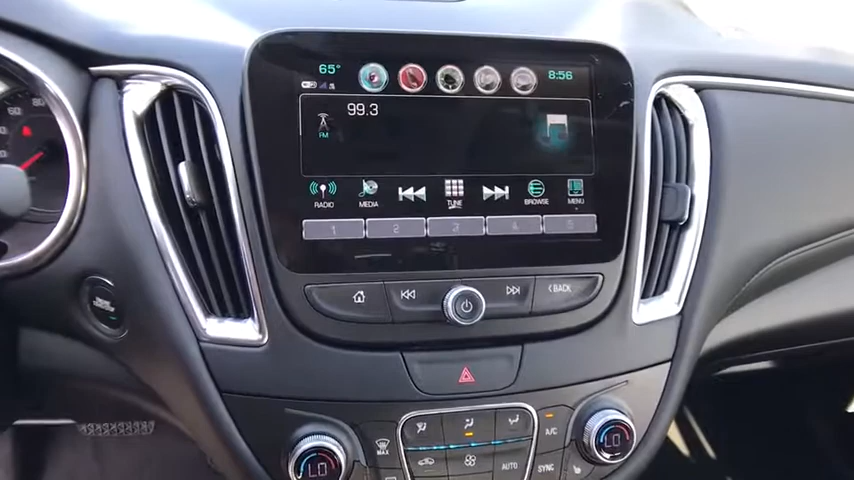 65° 8:56
99.3
FM
RADIO MEDIA TUNE BROWSE MENU
1 2 3 4 5
BACK
MAX A/C
AUTO SYNC
LO LO